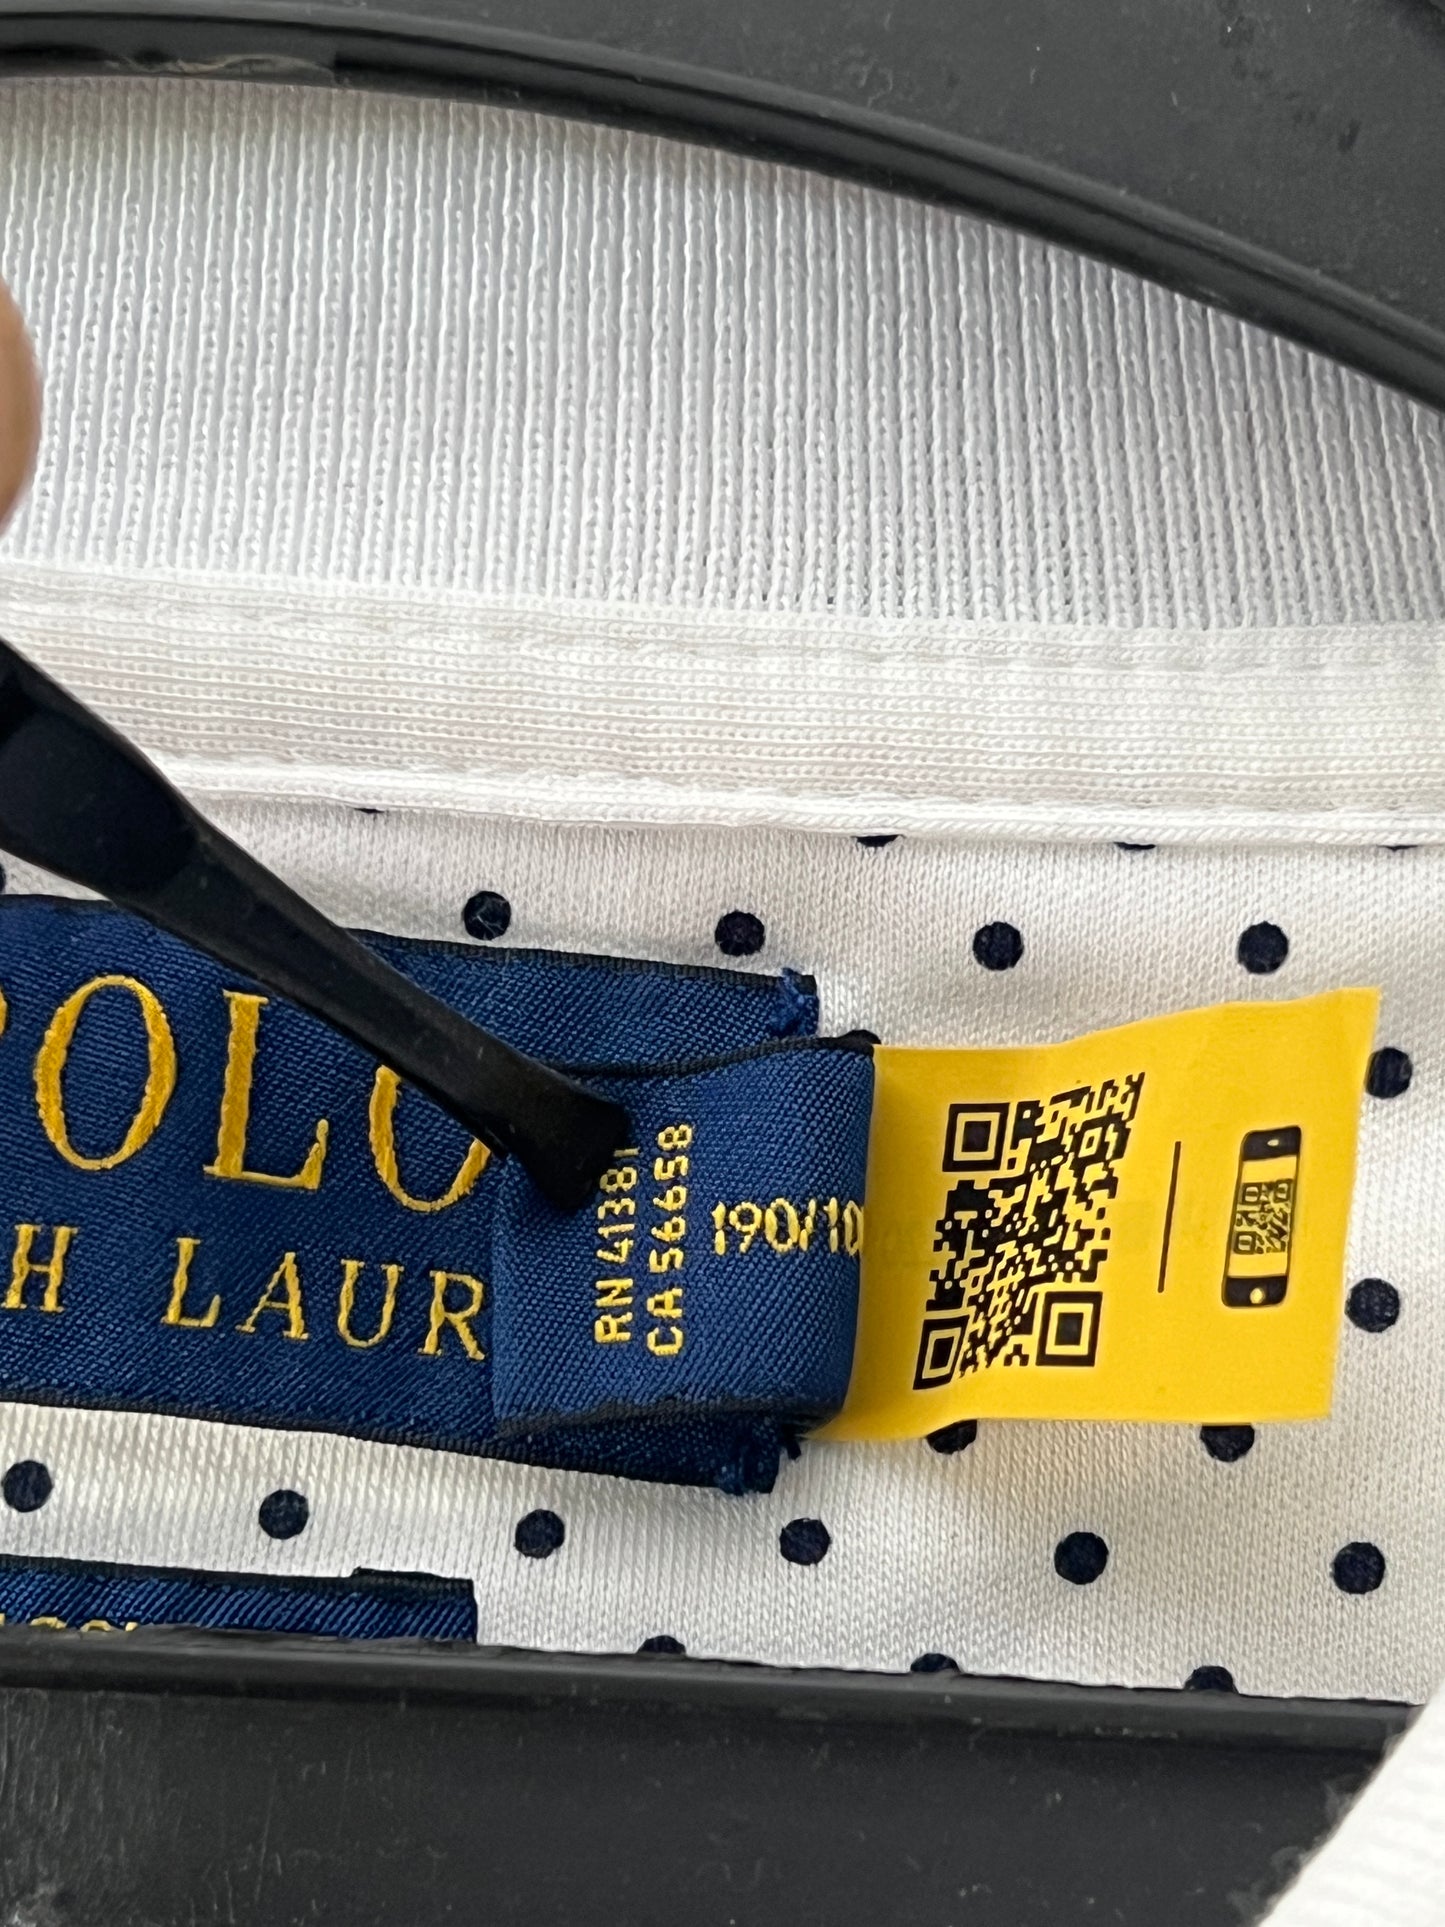 POLO
H LAUR
RN 41381
CA 56658
190/10